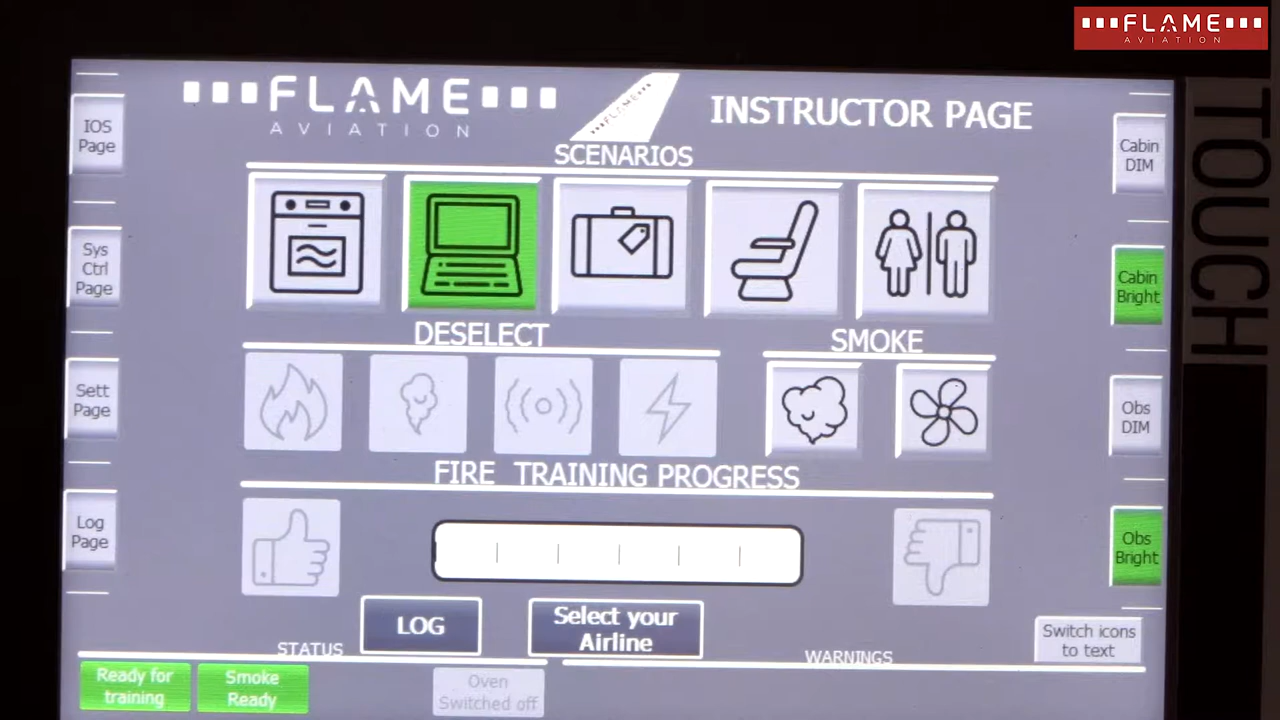 FLAME
AVIATION
FLAME
AVIATION
FLAME
INSTRUCTOR PAGE
IOS
Page
Cabin
DIM
SCENARIOS
Sys
Ctrl
Page
Cabin
Bright
DESELECT
SMOKE
Sett
Page
Obs
DIM
FIRE TRAINING PROGRESS
Log
Page
Obs
Bright
LOG
Select your
Airline
Switch icons
to text
STATUS
WARNINGS
Ready for
training
Smoke
Ready
Oven
Switched off
TOUCH